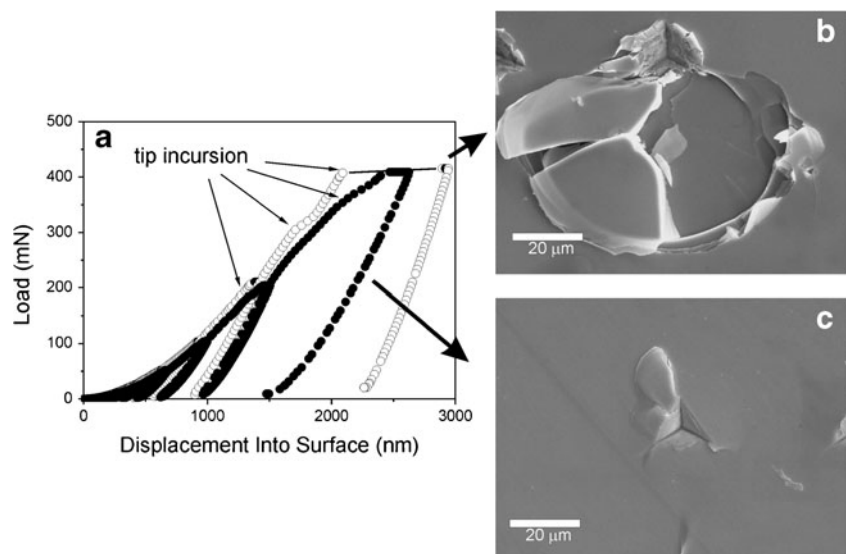 a
tip incursion
500
400
300
200
100
0
Load (mN)
0 1000 2000 3000
Displacement Into Surface (nm)
b
20 μm
c
20 μm